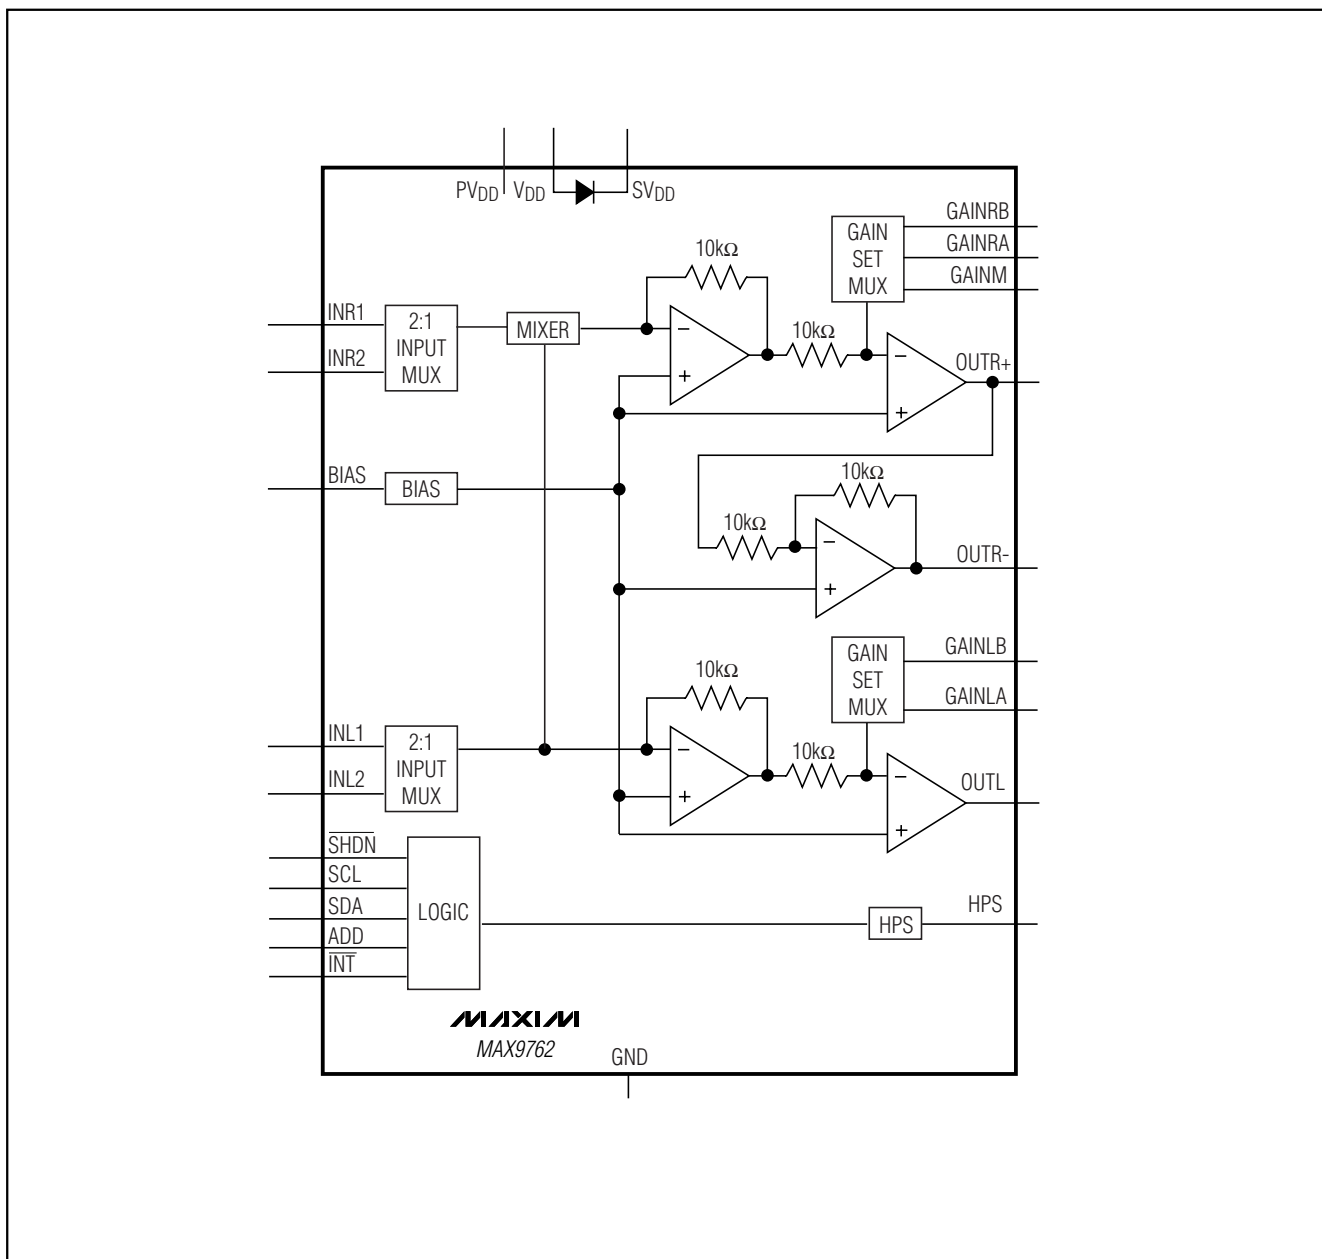 PVDD VDD SVDD
GAINRB
GAINRA
GAINM
GAIN
SET
MUX
10kΩ
INR1
INR2
2:1
INPUT
MUX
MIXER
−
+
10kΩ
−
+
OUTR+
BIAS
BIAS
10kΩ
10kΩ
−
+
OUTR-
GAINLB
GAINLA
GAIN
SET
MUX
10kΩ
INL1
INL2
2:1
INPUT
MUX
−
+
10kΩ
−
+
OUTL
SHDN
SCL
SDA
ADD
INT
LOGIC
HPS
HPS
MAXIM
MAX9762
GND